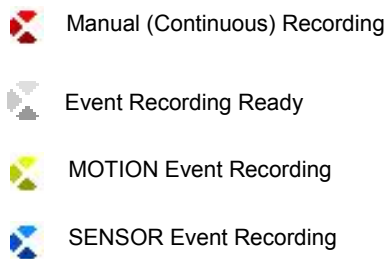 Manual (Continuous) Recording
Event Recording Ready
MOTION Event Recording
SENSOR Event Recording